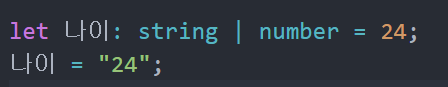 let 나이: string | number = 24;
나이 = "24";